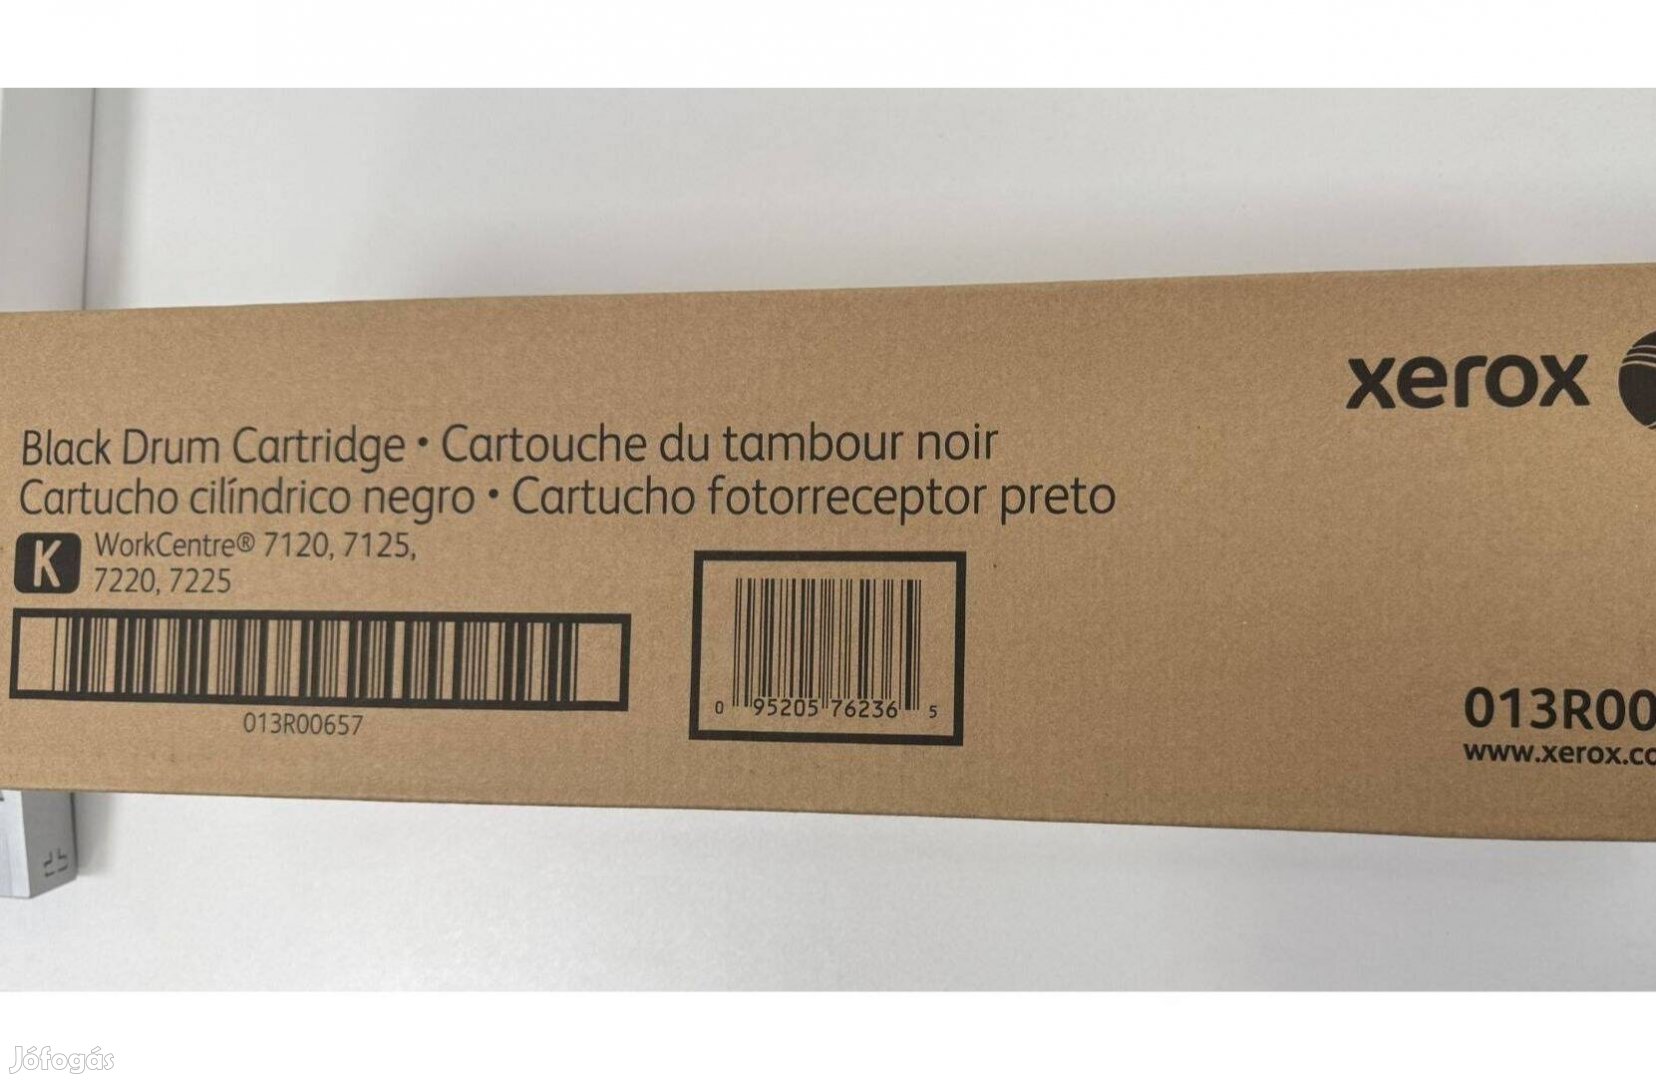 xerox
Black Drum Cartridge • Cartouche du tambour noir
Cartucho cilíndrico negro • Cartucho fotorreceptor preto
K WorkCentre® 7120, 7125,
7220, 7225
013R00657
0 95205 76236 5
013R00
www.xerox.co
25
Jófogás